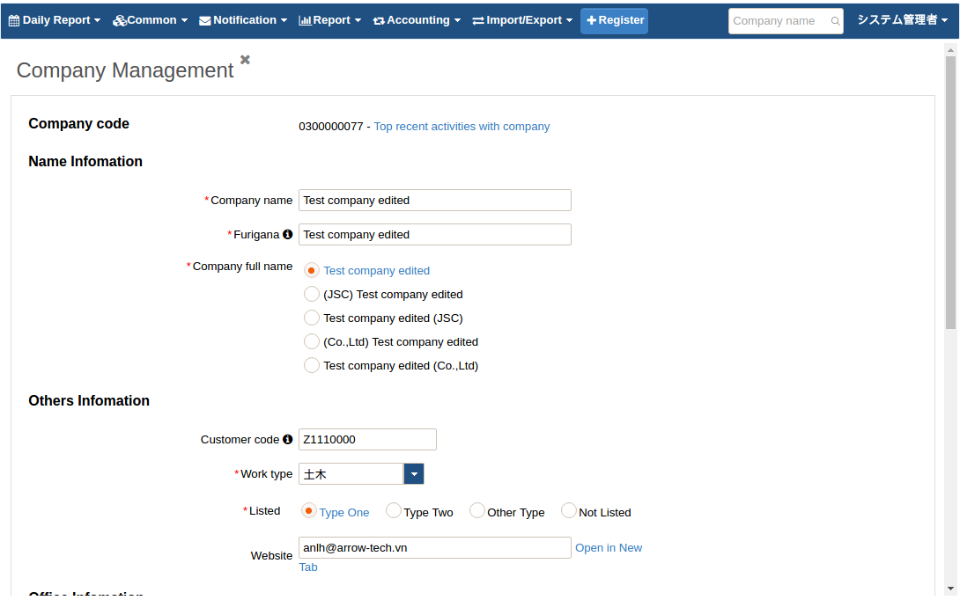 Daily Report Common Notification Report Accounting Import/Export +Register Company name システム管理者
Company Management
Company code
0300000077 - Top recent activities with company
Name Infomation
*Company name Test company edited
*Furigana Test company edited
*Company full name Test company edited
(JSC) Test company edited
Test company edited (JSC)
(Co.,Ltd) Test company edited
Test company edited (Co.,Ltd)
Others Infomation
Customer code Z1110000
*Work type 土木
*Listed Type One Type Two Other Type Not Listed
Website anlh@arrow-tech.vn Open in New
Tab
Office Infomation